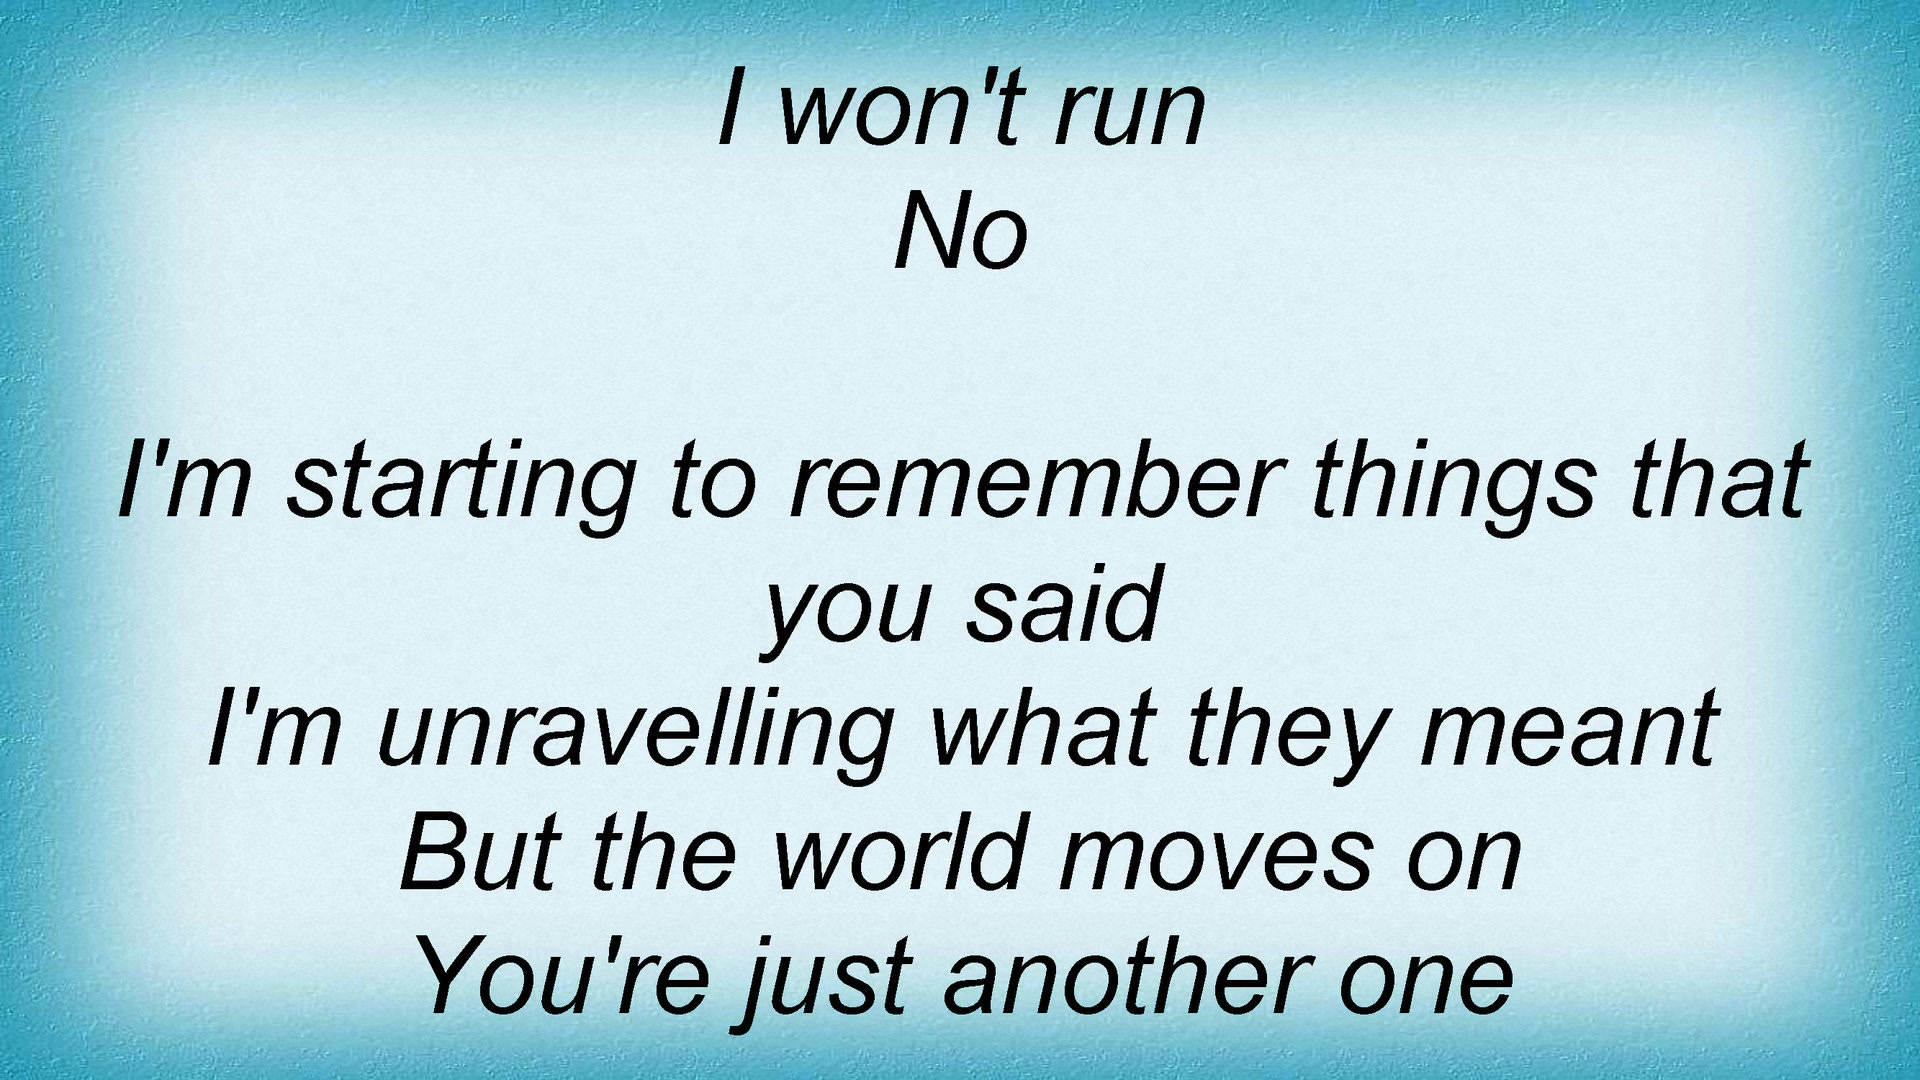 I won't run
No
I'm starting to remember things that
you said
I'm unravelling what they meant
But the world moves on
You're just another one